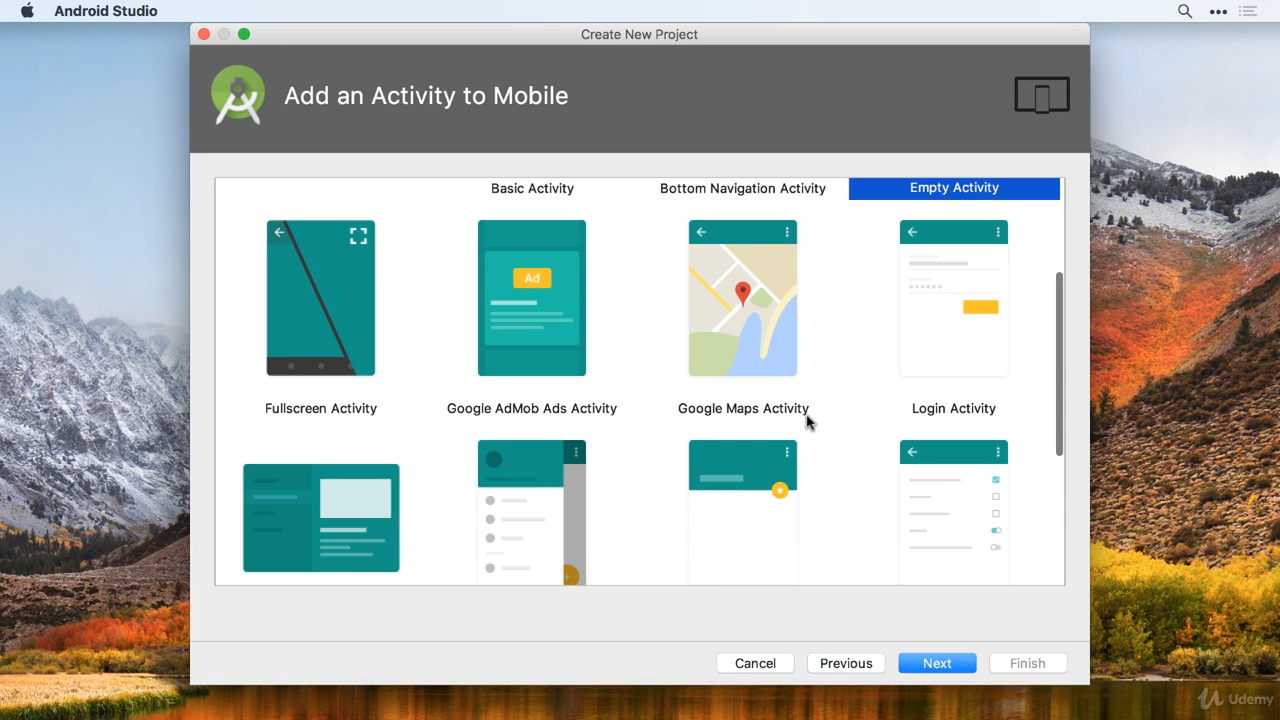 Android Studio
Create New Project
Add an Activity to Mobile
Basic Activity
Bottom Navigation Activity
Empty Activity
Ad
Fullscreen Activity
Google AdMob Ads Activity
Google Maps Activity
Login Activity
Cancel
Previous
Next
Finish
Udemy